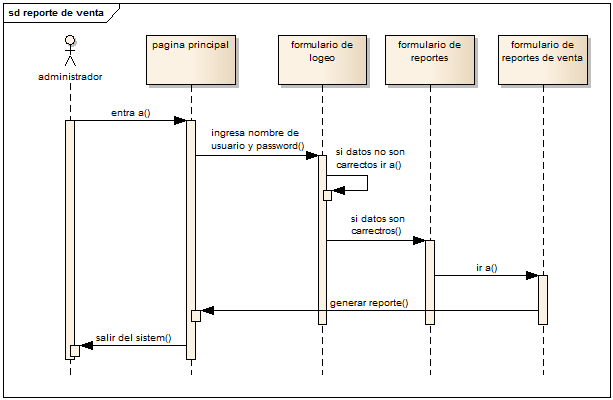 sd reporte de venta
administrador
pagina principal
formulario de
logeo
formulario de
reportes
formulario de
reportes de venta
entra a()
ingresa nombre de
usuario y password()
si datos no son
carrectos ir a()
si datos son
carrectros()
ir a()
generar reporte()
salir del sistem()